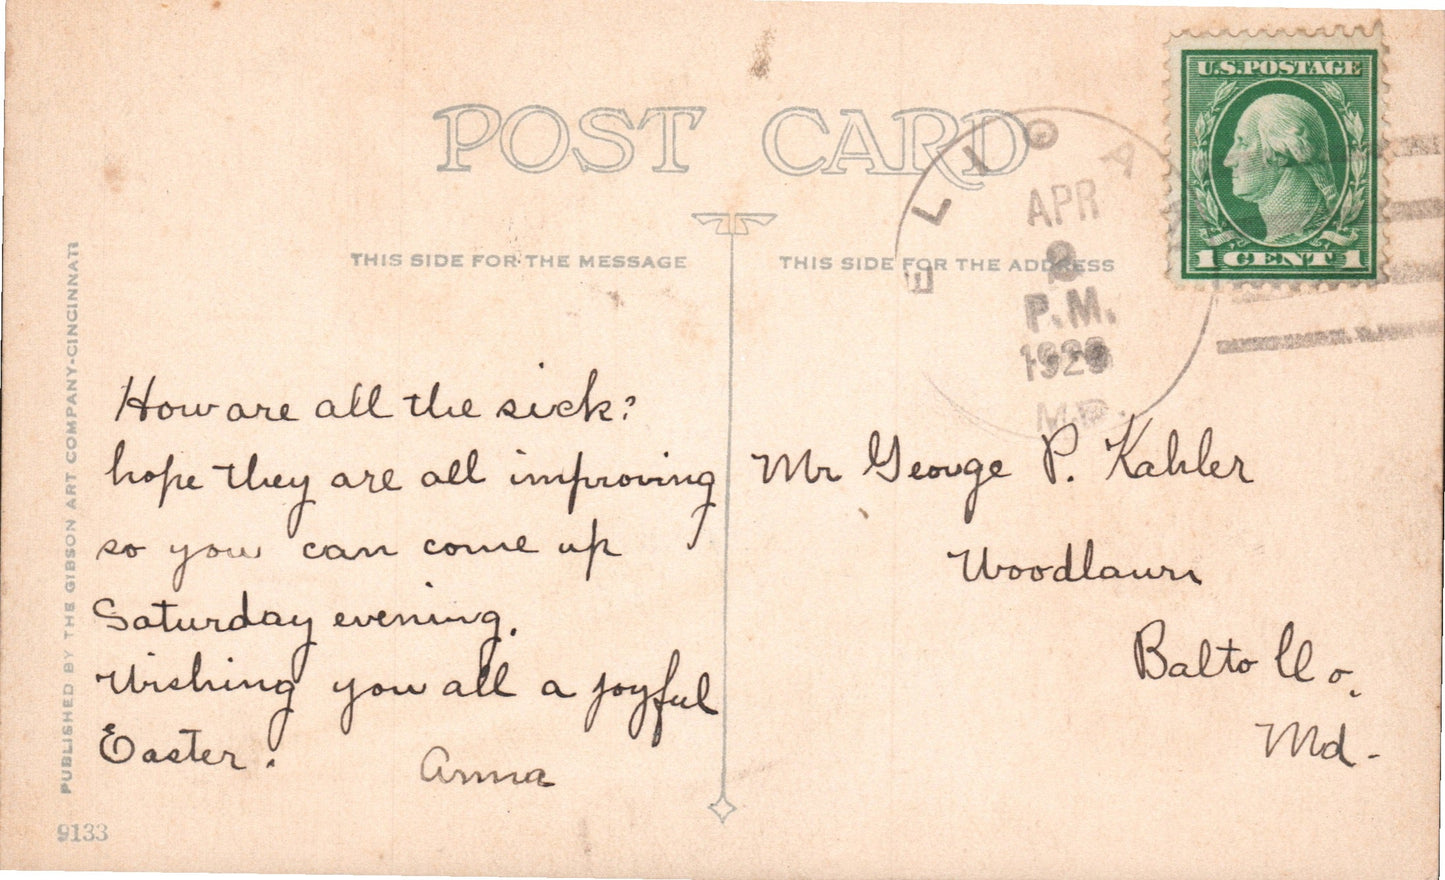 POST CARD
THIS SIDE FOR THE MESSAGE
THIS SIDE FOR THE ADDRESS
U.S. POSTAGE
1 CENT 1
APR
P.M.
MD.
How are all the sick?
hope they are all improving
so you can come up
Saturday evening.
Wishing you all a joyful
Easter.
Anna
Mr George P. Kahler
Woodlawn
Balto Co.
Md.
PUBLISHED BY THE GIBSON ART COMPANY-CINCINNATI
9133